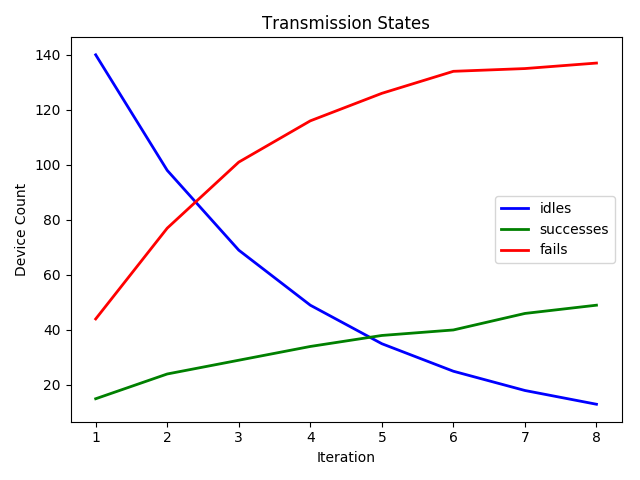 Transmission States
140
120
100
80
60
40
20
Device Count
idles
successes
fails
1 2 3 4 5 6 7 8
Iteration